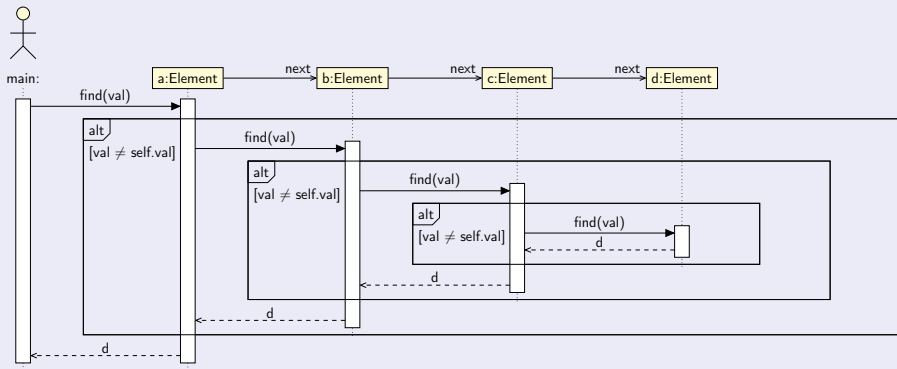 main:
a:Element
next
b:Element
next
c:Element
next
d:Element
find(val)
alt
[val ≠ self.val]
find(val)
alt
[val ≠ self.val]
find(val)
alt
[val ≠ self.val]
find(val)
d
d
d
d